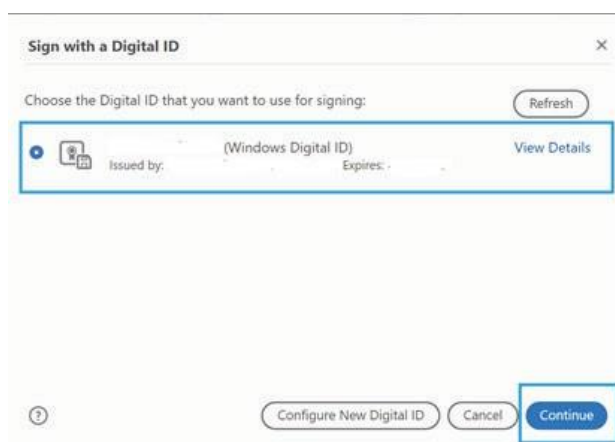 Sign with a Digital ID
Choose the Digital ID that you want to use for signing:
Refresh
(Windows Digital ID)
View Details
Issued by:
Expires:
Configure New Digital ID
Cancel
Continue